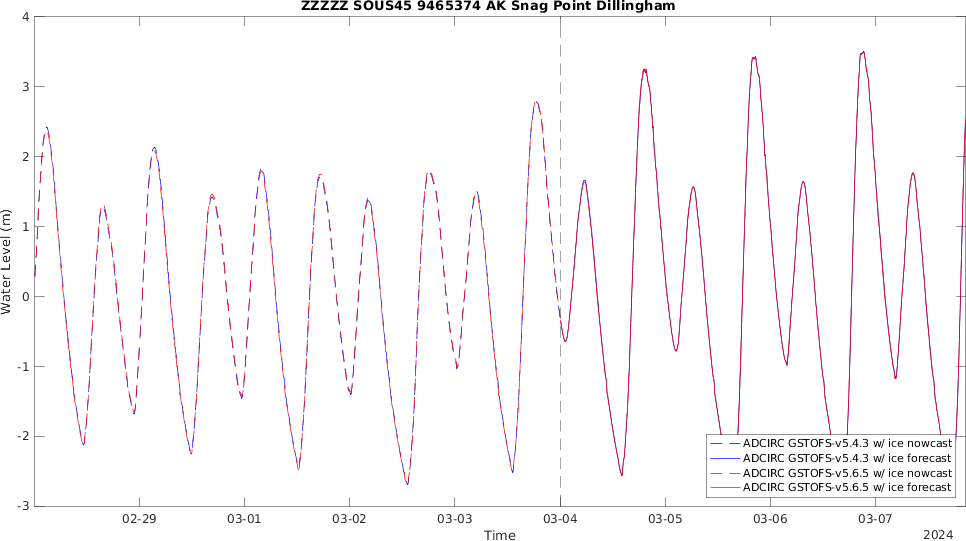 ZZZZZ SOUS45 9465374 AK Snag Point Dillingham
4
3
2
1
0
-1
-2
-3
Water Level (m)
ADCIRC GSTOFS-v5.4.3 w/ ice nowcast
ADCIRC GSTOFS-v5.4.3 w/ ice forecast
ADCIRC GSTOFS-v5.6.5 w/ ice nowcast
ADCIRC GSTOFS-v5.6.5 w/ ice forecast
02-29 03-01 03-02 03-03 03-04 03-05 03-06 03-07
Time
2024